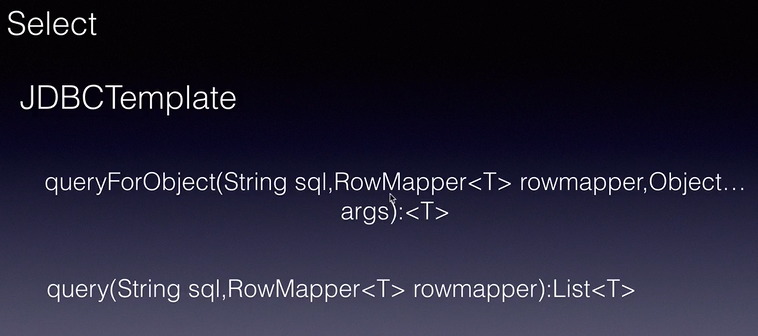 Select
JDBCTemplate
queryForObject(String sql,RowMapper<T> rowmapper,Object…
args):<T>
query(String sql,RowMapper<T> rowmapper):List<T>